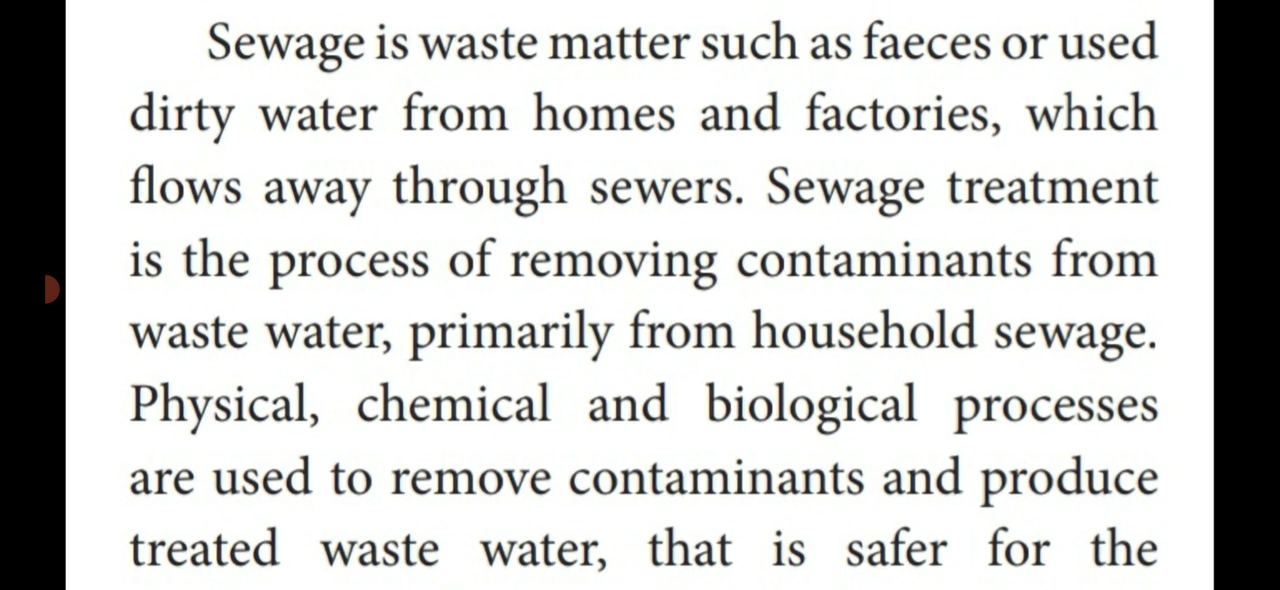 Sewage is waste matter such as faeces or used
dirty water from homes and factories, which
flows away through sewers. Sewage treatment
is the process of removing contaminants from
waste water, primarily from household sewage.
Physical, chemical and biological processes
are used to remove contaminants and produce
treated waste water, that is safer for the